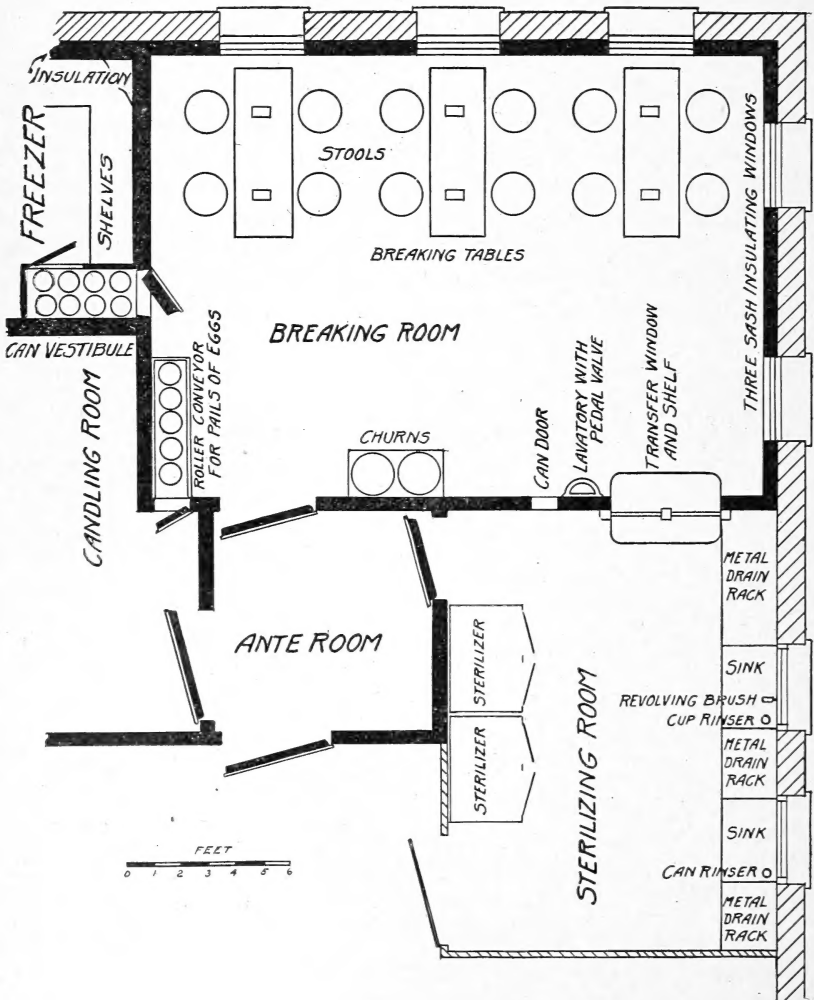 INSULATION
FREEZER
SHELVES
STOOLS
BREAKING TABLES
THREE SASH INSULATING WINDOWS
BREAKING ROOM
CAN VESTIBULE
CANDLING ROOM
ROLLER CONVEYOR
FOR PAILS OF EGGS
CHURNS
CAN DOOR
LAVATORY WITH
PEDAL VALVE
TRANSFER WINDOW
AND SHELF
METAL
DRAIN
RACK
ANTE ROOM
STERILIZER
STERILIZER
STERILIZING ROOM
SINK
REVOLVING BRUSH
CUP RINSER
METAL
DRAIN
RACK
SINK
CAN RINSER
METAL
DRAIN
RACK
FEET
0 1 2 3 4 5 6